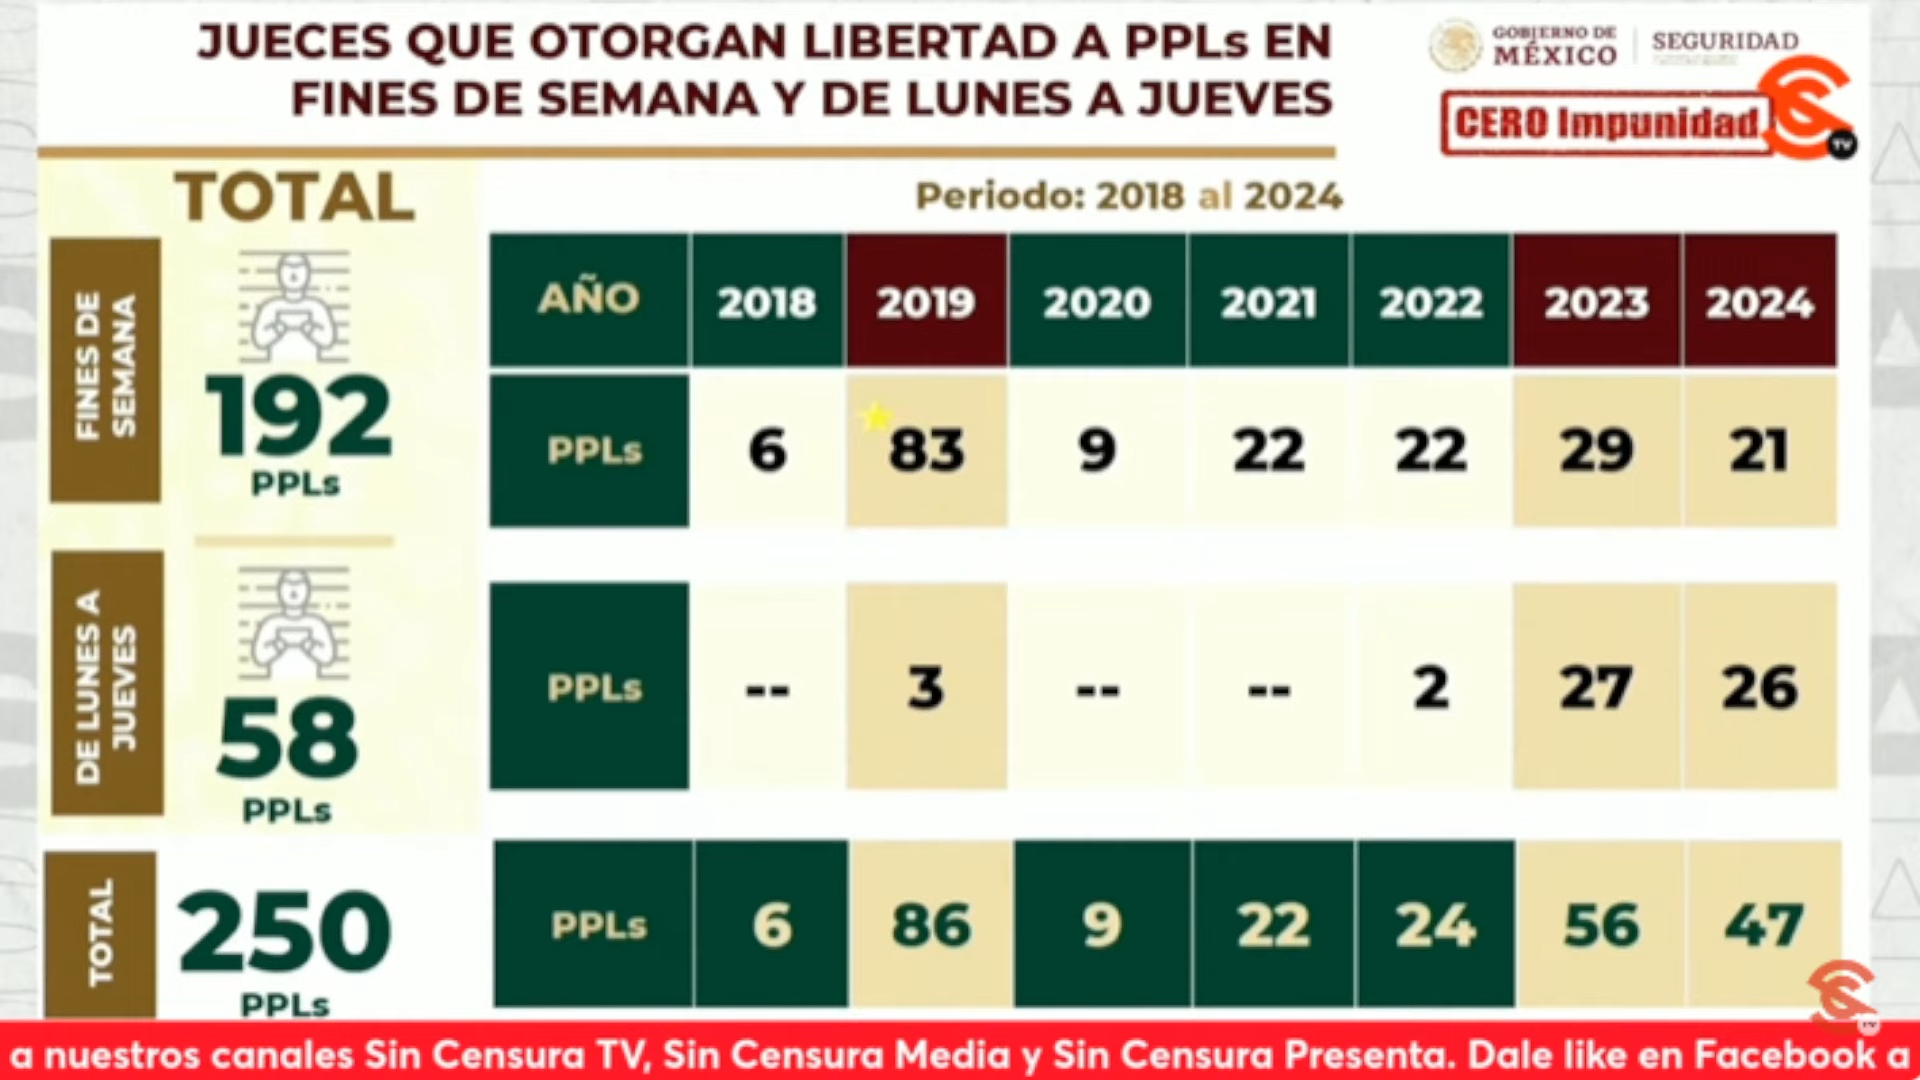 JUECES QUE OTORGAN LIBERTAD A PPLs EN
FINES DE SEMANA Y DE LUNES A JUEVES
GOBIERNO DE
MÉXICO
SEGURIDAD
CERO Impunidad
TV
TOTAL
Periodo: 2018 al 2024
FINES DE
SEMANA
192
PPLs
AÑO 2018 2019 2020 2021 2022 2023 2024
PPLs 6 83 9 22 22 29 21
DE LUNES A
JUEVES
58
PPLs
PPLs -- 3 -- -- 2 27 26
TOTAL
250
PPLs
PPLs 6 86 9 22 24 56 47
TV
a nuestros canales Sin Censura TV, Sin Censura Media y Sin Censura Presenta. Dale like en Facebook a